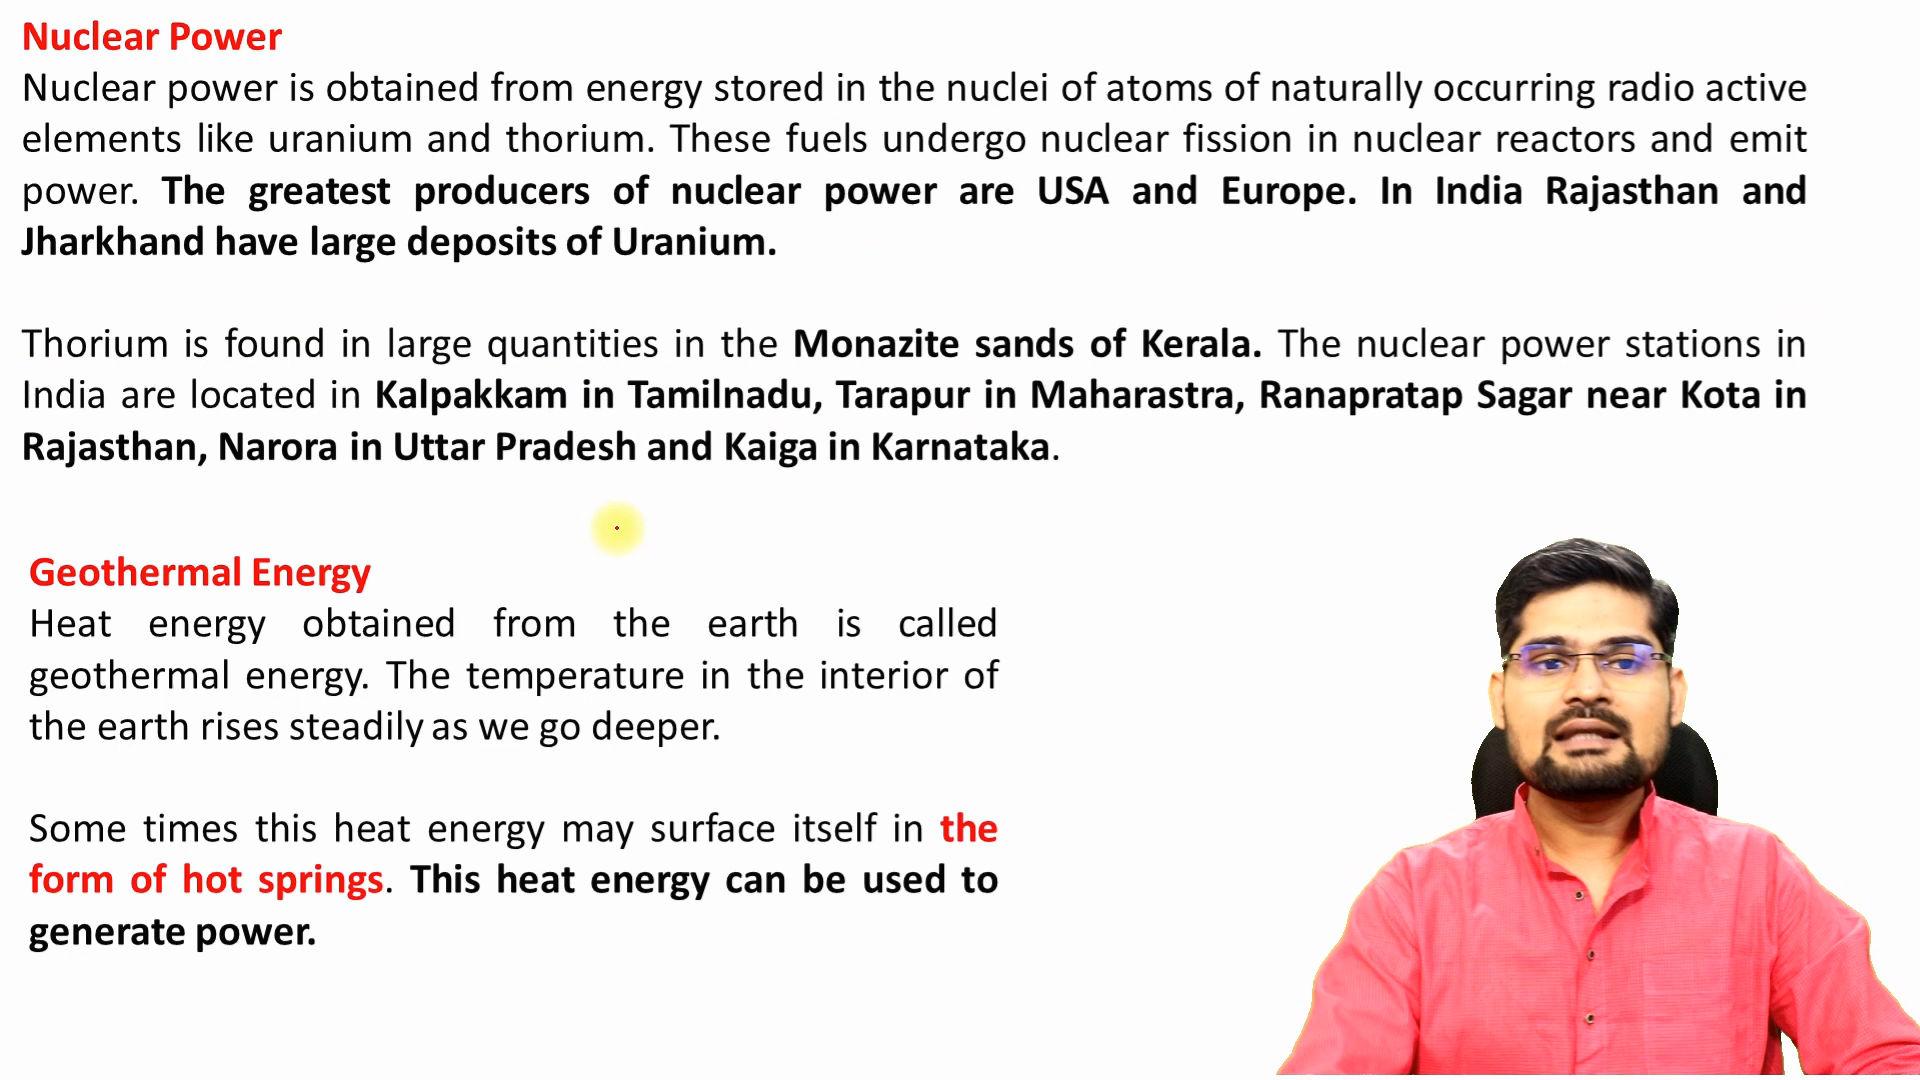 Nuclear Power
Nuclear power is obtained from energy stored in the nuclei of atoms of naturally occurring radio active
elements like uranium and thorium. These fuels undergo nuclear fission in nuclear reactors and emit
power. The greatest producers of nuclear power are USA and Europe. In India Rajasthan and
Jharkhand have large deposits of Uranium.
Thorium is found in large quantities in the Monazite sands of Kerala. The nuclear power stations in
India are located in Kalpakkam in Tamilnadu, Tarapur in Maharastra, Ranapratap Sagar near Kota in
Rajasthan, Narora in Uttar Pradesh and Kaiga in Karnataka.
Geothermal Energy
Heat energy obtained from the earth is called
geothermal energy. The temperature in the interior of
the earth rises steadily as we go deeper.
Some times this heat energy may surface itself in the
form of hot springs. This heat energy can be used to
generate power.